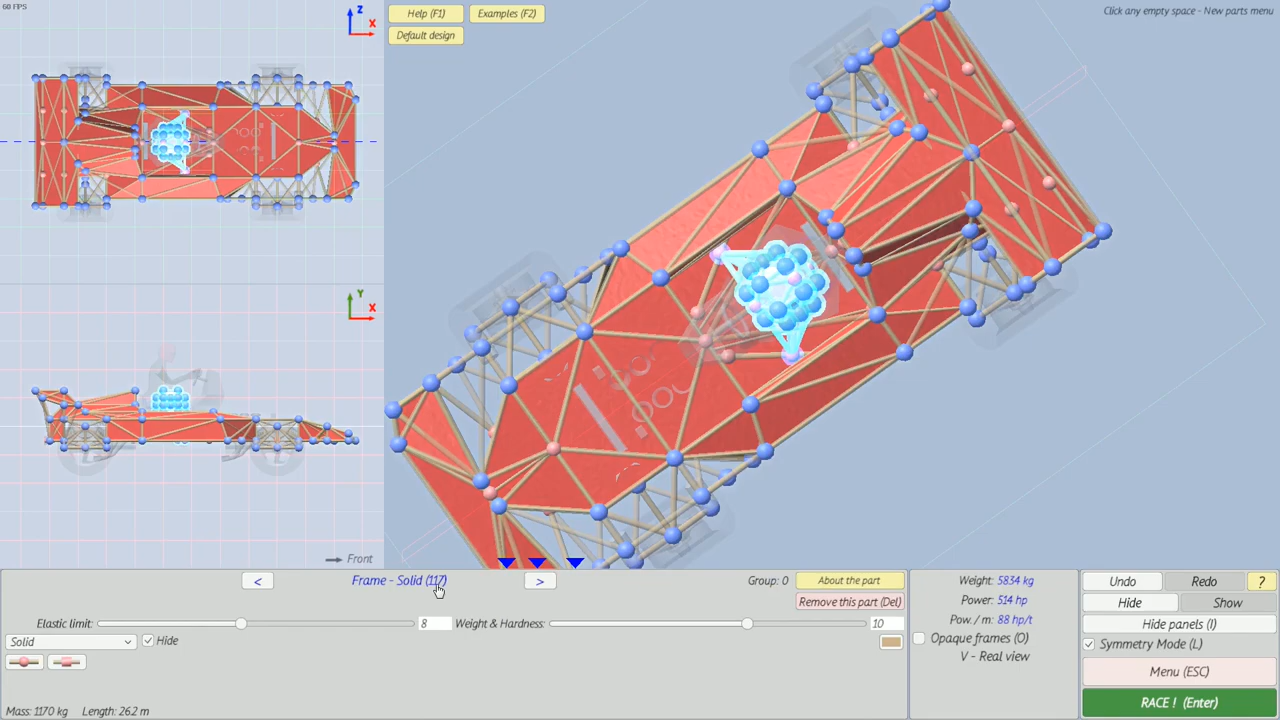 60 FPS
Z
X
Help (F1)
Examples (F2)
Default design
Click any empty space - New parts menu
Y
X
Front
<
Frame - Solid (117)
>
Group: 0
About the part
Remove this part (Del)
Elastic limit:
8
Weight & Hardness:
10
Solid
Hide
Mass: 1170 kg
Length: 26.2 m
Weight: 5834 kg
Power: 514 hp
Pow. / m: 88 hp/t
Opaque frames (O)
V - Real view
Undo
Redo
?
Hide
Show
Hide panels (I)
Symmetry Mode (L)
Menu (ESC)
RACE ! (Enter)